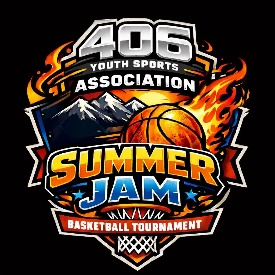 406
YOUTH SPORTS
ASSOCIATION
SUMMER
JAM
BASKETBALL TOURNAMENT